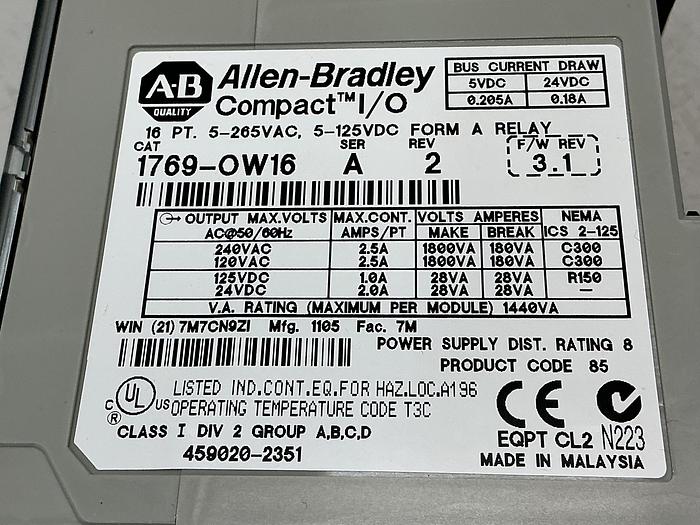 A-B
QUALITY
Allen-Bradley
Compact™ I/O
BUS CURRENT DRAW
5VDC 24VDC
0.205A 0.18A
16 PT. 5-265VAC, 5-125VDC FORM A RELAY
CAT SER REV F/W REV
1769-OW16 A 2 3.1
OUTPUT MAX.VOLTS MAX.CONT. VOLTS AMPERES NEMA
AC@50/60Hz AMPS/PT MAKE BREAK ICS 2-125
240VAC 2.5A 1800VA 180VA C300
120VAC 2.5A 1800VA 180VA C300
125VDC 1.0A 28VA 28VA R150
24VDC 2.0A 28VA 28VA —
V.A. RATING (MAXIMUM PER MODULE) 1440VA
WIN (21) 7M7CN9ZI Mfg. 1105 Fac. 7M
POWER SUPPLY DIST. RATING 8
PRODUCT CODE 85
C UL US ®
LISTED IND.CONT.EQ.FOR HAZ.LOC.A196
OPERATING TEMPERATURE CODE T3C
CLASS I DIV 2 GROUP A,B,C,D
459020-2351
CE
EQPT CL2 N223
MADE IN MALAYSIA